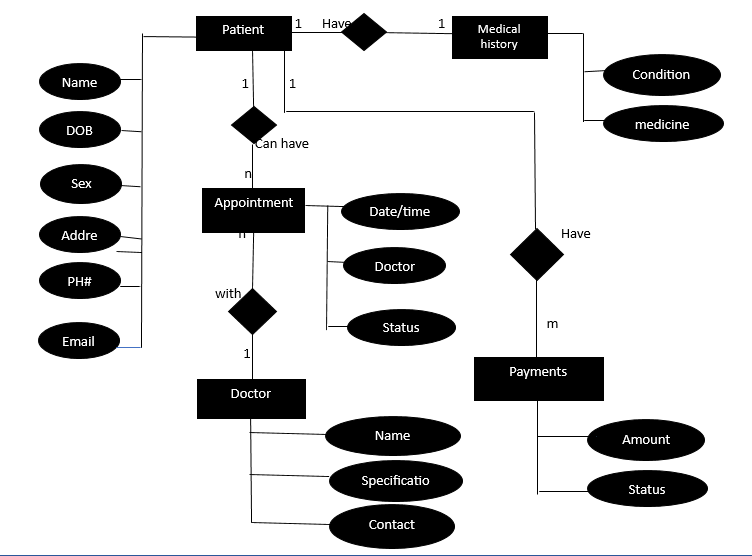 Patient
1
Have
1
Medical
history
Name
Condition
1
1
DOB
medicine
Can have
n
Sex
Appointment
Date/time
Addre
n
Have
Doctor
PH#
with
Status
m
Email
1
Doctor
Payments
Name
Amount
Specificatio
Status
Contact